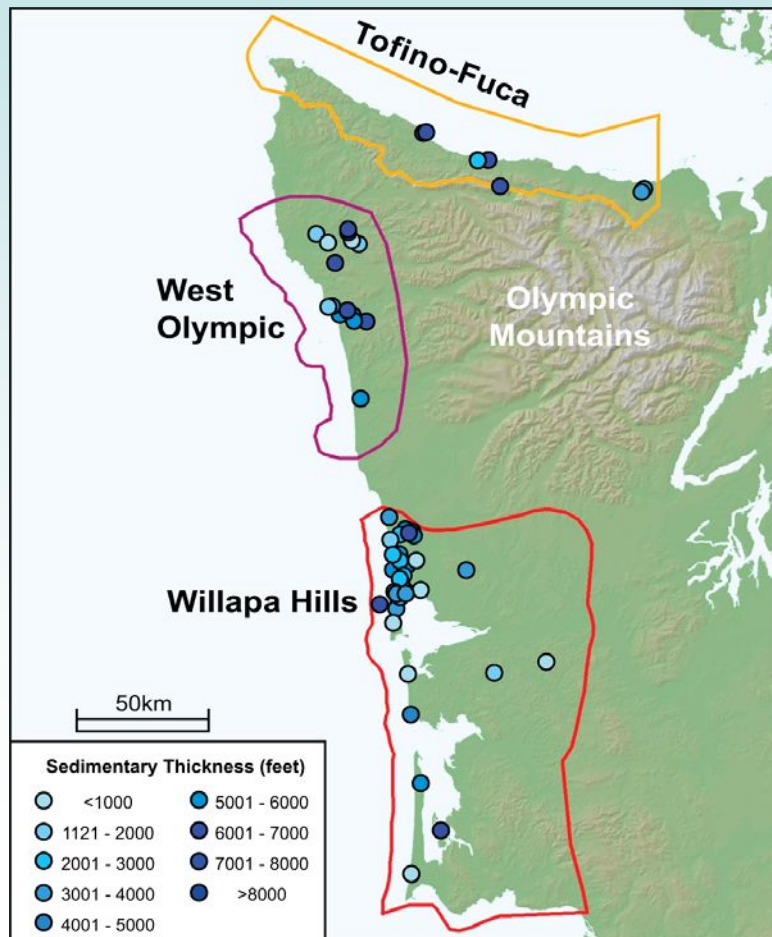 Tofino-Fuca
West
Olympic
Olympic
Mountains
Willapa Hills
50km
Sedimentary Thickness (feet)
<1000
1121 - 2000
2001 - 3000
3001 - 4000
4001 - 5000
5001 - 6000
6001 - 7000
7001 - 8000
>8000